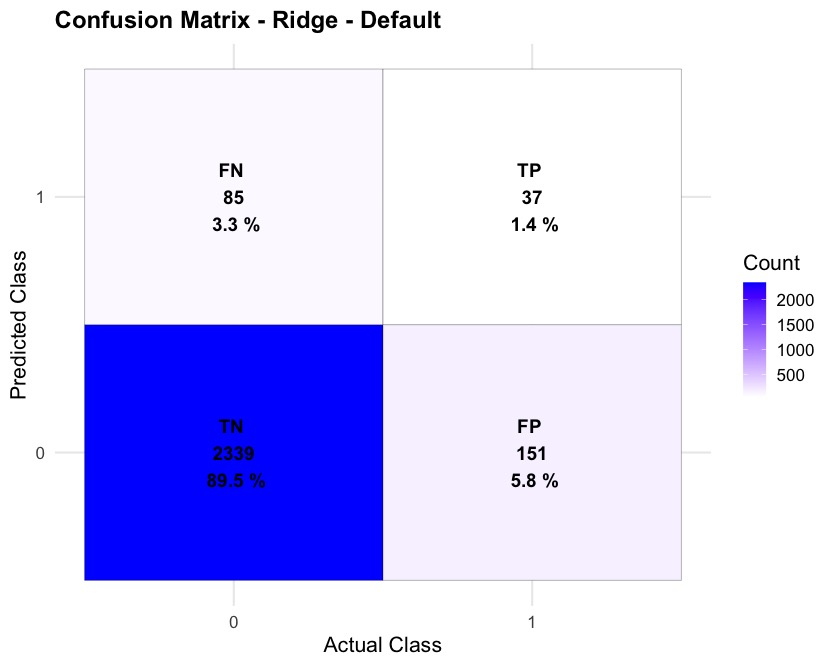 Confusion Matrix - Ridge - Default
FN
85
3.3 %
TP
37
1.4 %
TN
2339
89.5 %
FP
151
5.8 %
1
0
Predicted Class
0
1
Actual Class
Count
2000
1500
1000
500